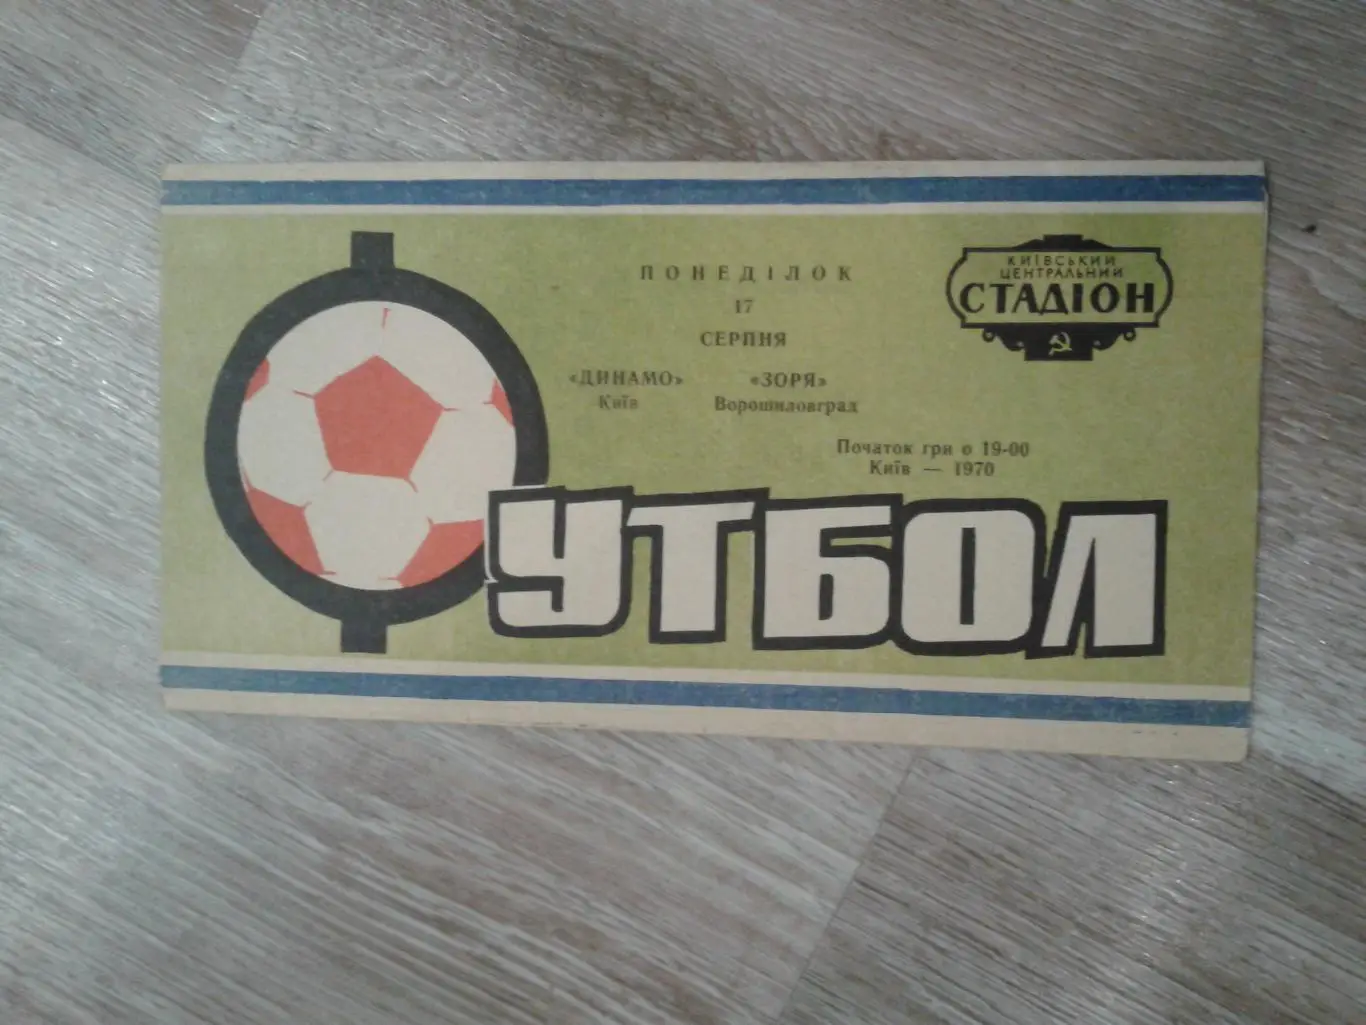 ПОНЕДІЛОК
17
СЕРПНЯ
«ДИНАМО» «ЗОРЯ»
Київ Ворошиловград
Початок гри о 19-00
Київ — 1970
КИЇВСЬКИЙ
ЦЕНТРАЛЬНИЙ
СТАДІОН
ФУТБОЛ